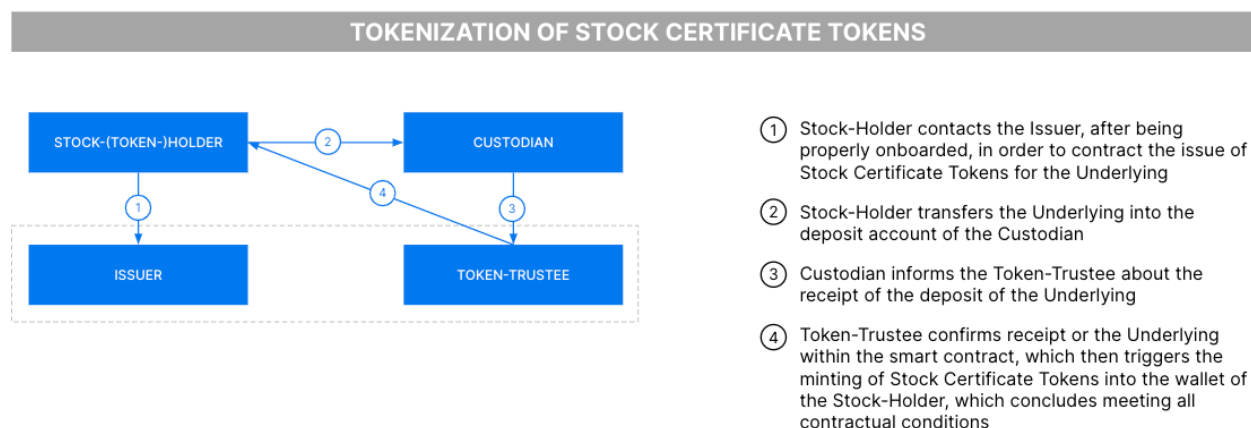 TOKENIZATION OF STOCK CERTIFICATE TOKENS
STOCK-(TOKEN-)HOLDER
2
CUSTODIAN
4
1
3
ISSUER
TOKEN-TRUSTEE
1 Stock-Holder contacts the Issuer, after being
properly onboarded, in order to contract the issue of
Stock Certificate Tokens for the Underlying
2 Stock-Holder transfers the Underlying into the
deposit account of the Custodian
3 Custodian informs the Token-Trustee about the
receipt of the deposit of the Underlying
4 Token-Trustee confirms receipt or the Underlying
within the smart contract, which then triggers the
minting of Stock Certificate Tokens into the wallet of
the Stock-Holder, which concludes meeting all
contractual conditions